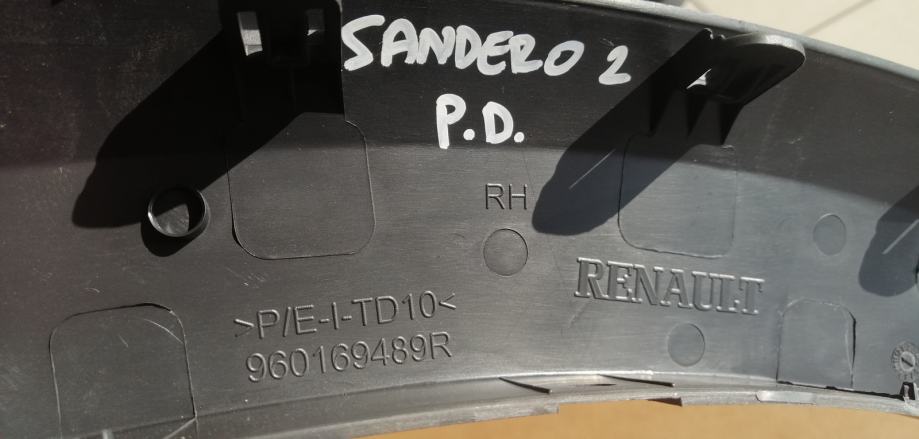 SANDERO 2
P.D.
RH
RENAULT
>P/E-I-TD10<
960169489R